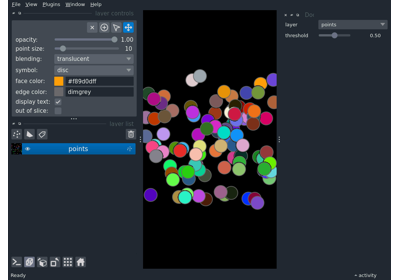 File View Plugins Window Help
layer controls
opacity: 1.00
point size: 10
blending: translucent
symbol: disc
face color: #f89d0dff
edge color: dimgrey
display text:
out of slice:
layer list
points
Ready
layer points
threshold 0.50
activity